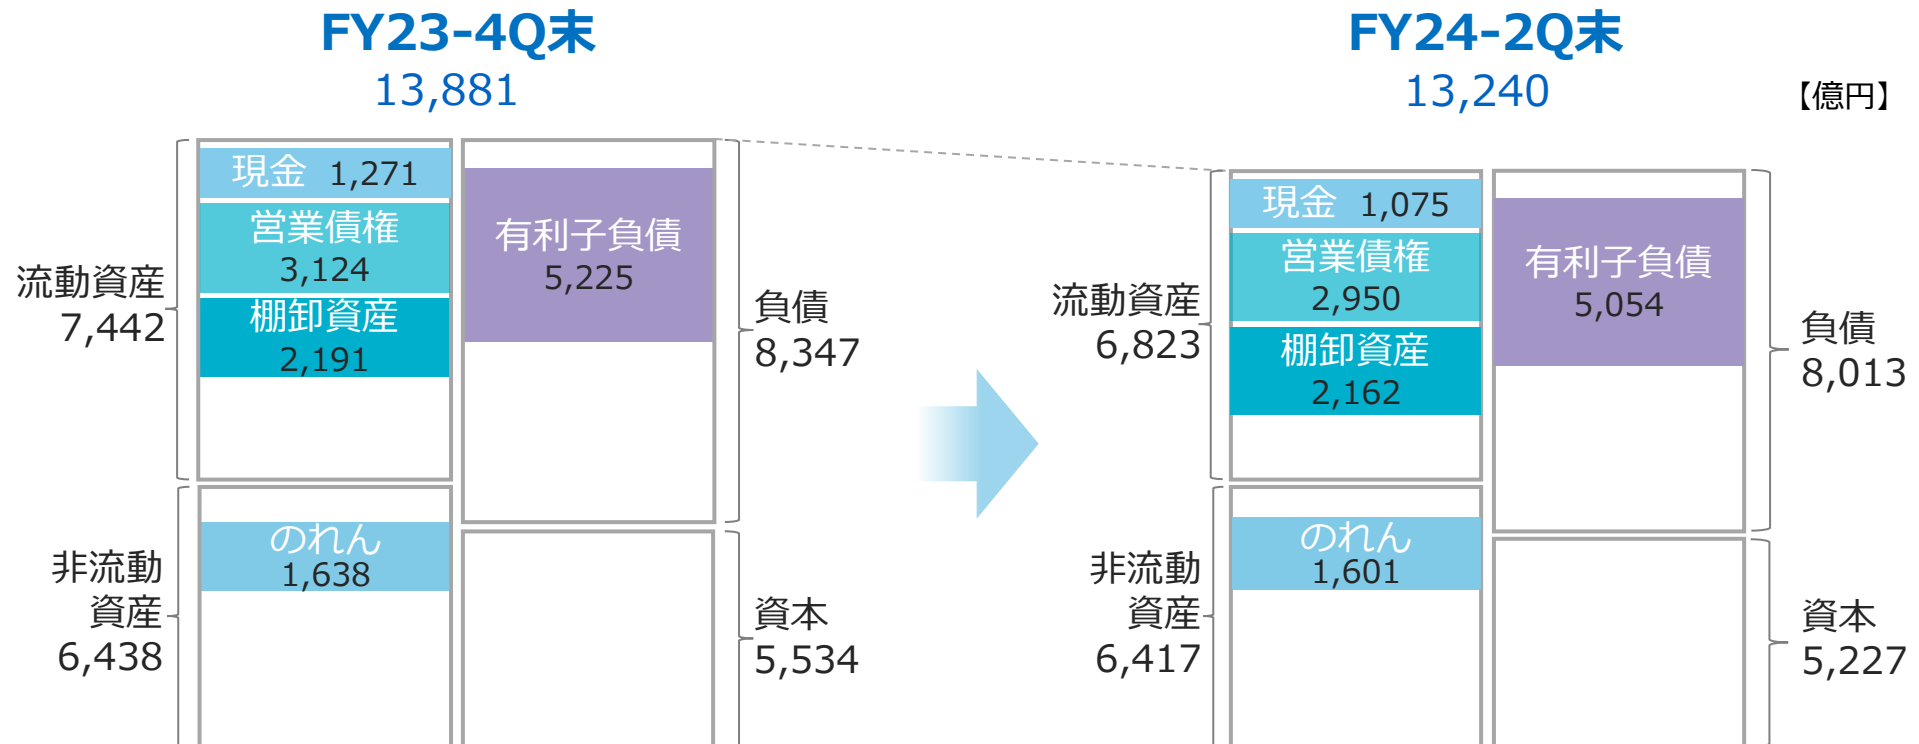 FY23-4Q末
13,881
現金 1,271
営業債権
3,124
棚卸資産
2,191
流動資産
7,442
のれん
1,638
非流動
資産
6,438
有利子負債
5,225
負債
8,347
資本
5,534
FY24-2Q末
13,240
【億円】
現金 1,075
営業債権
2,950
棚卸資産
2,162
流動資産
6,823
のれん
1,601
非流動
資産
6,417
有利子負債
5,054
負債
8,013
資本
5,227